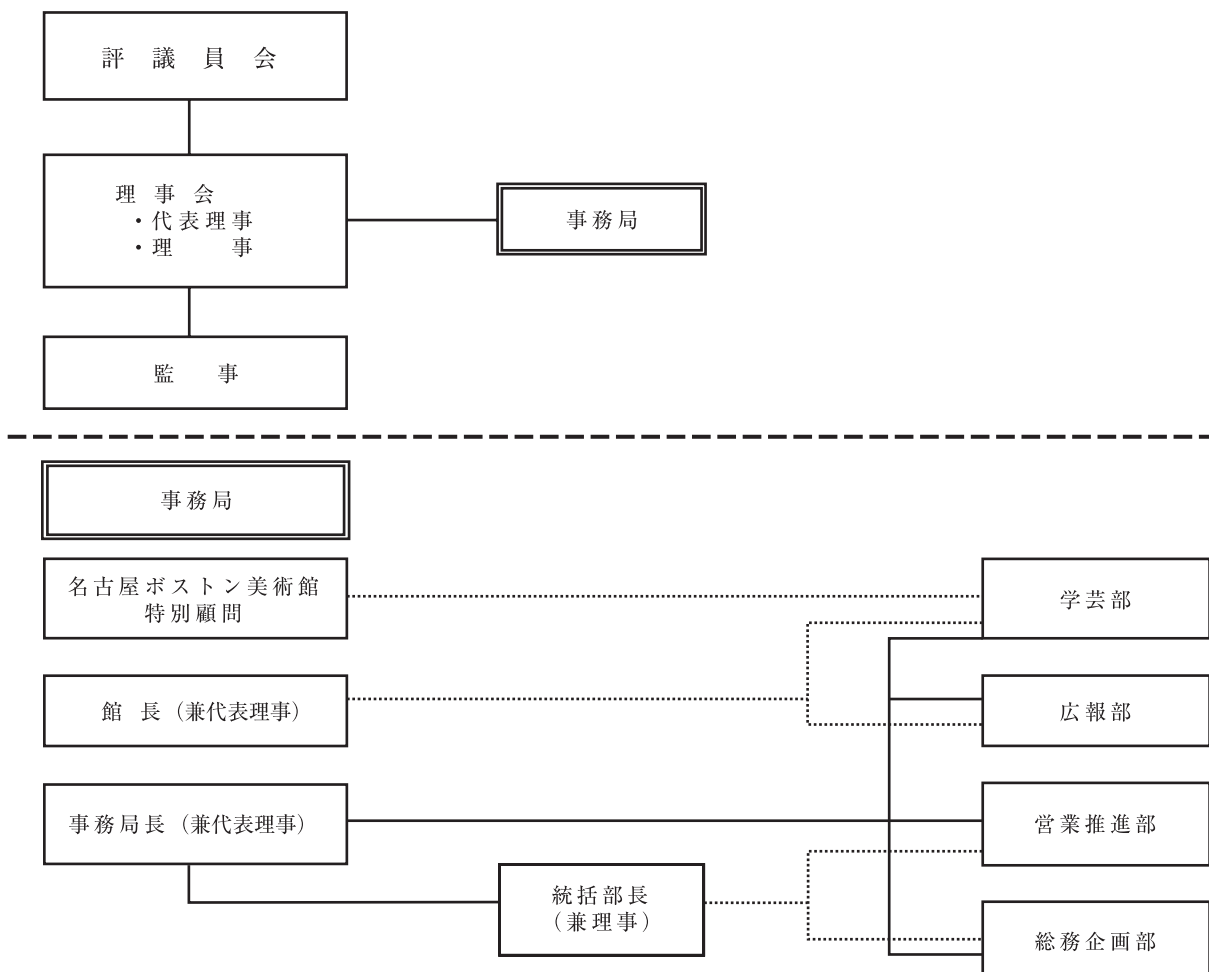 評議員会
理事会
・代表理事
・理　　事
事務局
監　　事
事務局
名古屋ボストン美術館
特別顧問
学芸部
館　長（兼代表理事）
広報部
事務局長（兼代表理事）
営業推進部
統括部長
（兼理事）
総務企画部